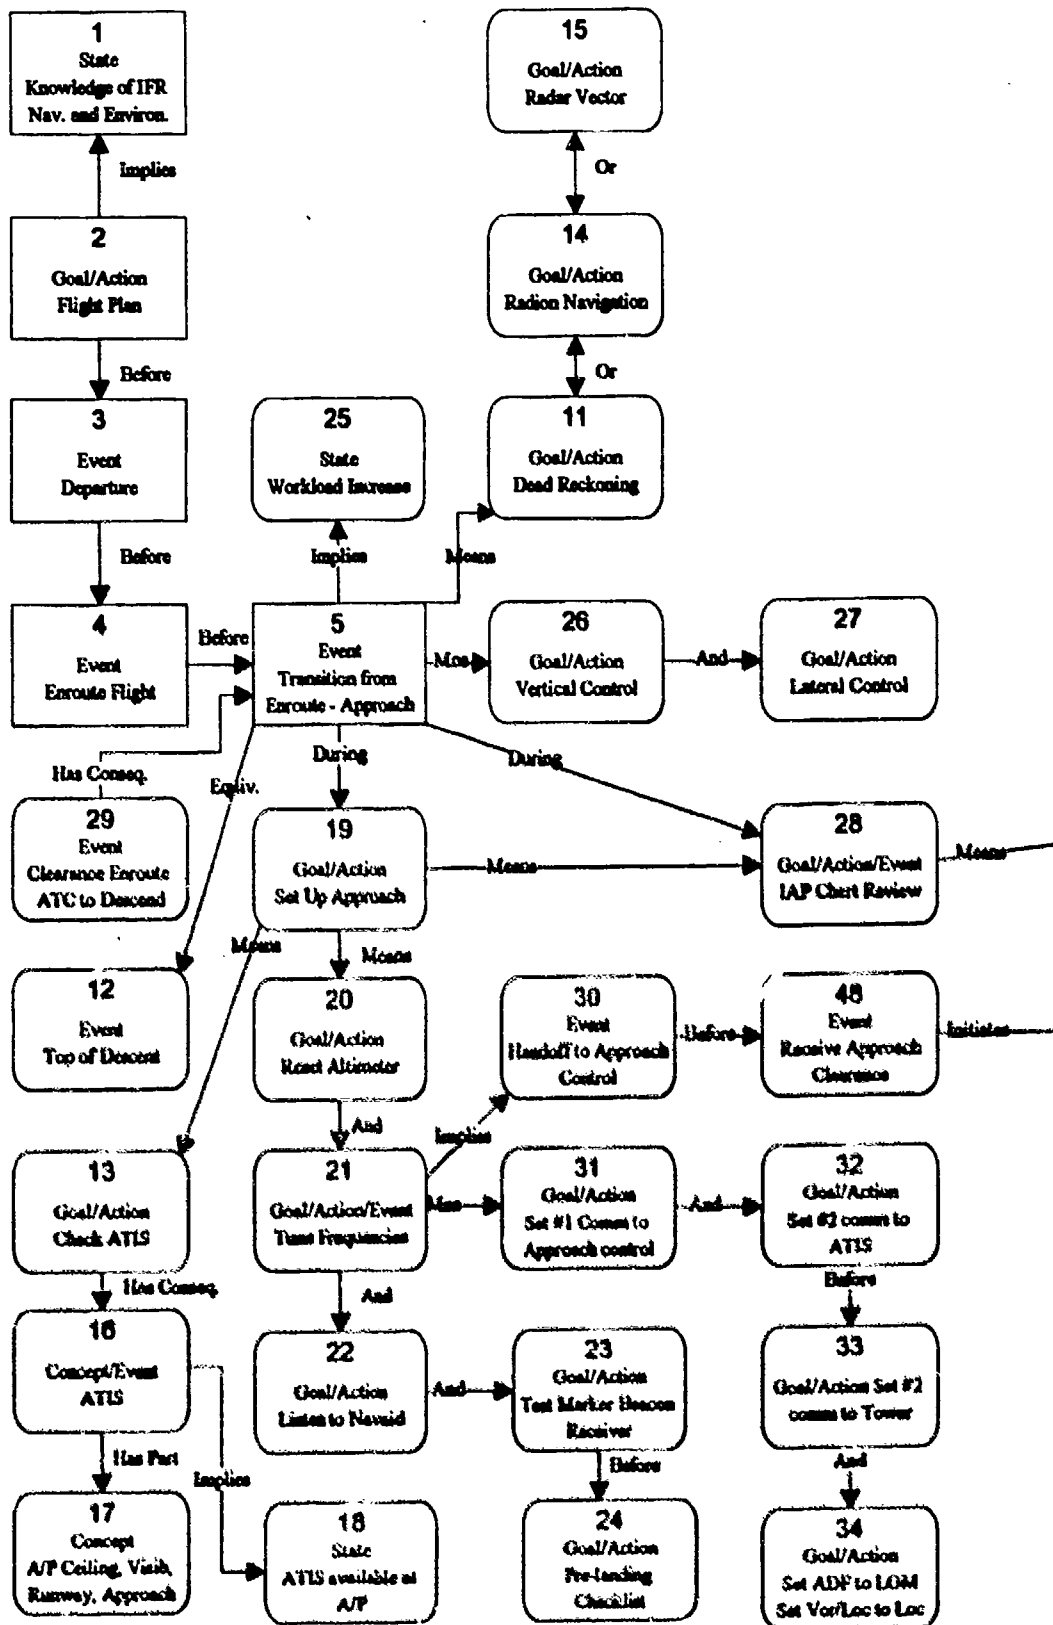 1
State
Knowledge of IFR
Nav. and Environ.
Implies
2
Goal/Action
Flight Plan
Before
3
Event
Departure
Before
4
Event
Enroute Flight
Before
15
Goal/Action
Radar Vector
Or
14
Goal/Action
Radion Navigation
Or
11
Goal/Action
Dead Reckoning
25
State
Workload Increase
Implies
Means
5
Event
Transition from
Enroute - Approach
Mns
26
Goal/Action
Vertical Control
And
27
Goal/Action
Lateral Control
Has Conseq.
Equiv.
During
During
29
Event
Clearance Enroute
ATC to Descend
19
Goal/Action
Set Up Approach
Means
28
Goal/Action/Event
IAP Chart Review
Means
Means
Means
12
Event
Top of Descent
20
Goal/Action
Reset Altimeter
30
Event
Handoff to Approach
Control
Before
48
Event
Receive Approach
Clearance
Initiates
And
Implies
13
Goal/Action
Check ATIS
21
Goal/Action/Event
Tune Frequencies
Mns
31
Goal/Action
Set #1 Comm to
Approach control
And
32
Goal/Action
Set #2 comm to
ATIS
Has Conseq.
And
Before
16
Concept/Event
ATIS
22
Goal/Action
Listen to Navaid
And
23
Goal/Action
Test Marker Beacon
Receiver
33
Goal/Action Set #2
comm to Tower
Has Part
Implies
Before
And
17
Concept
A/P Ceiling, Visib,
Runway, Approach
18
State
ATIS available at
A/P
24
Goal/Action
Pre-landing
Checklist
34
Goal/Action
Set ADF to LOM
Set Vor/Loc to Loc